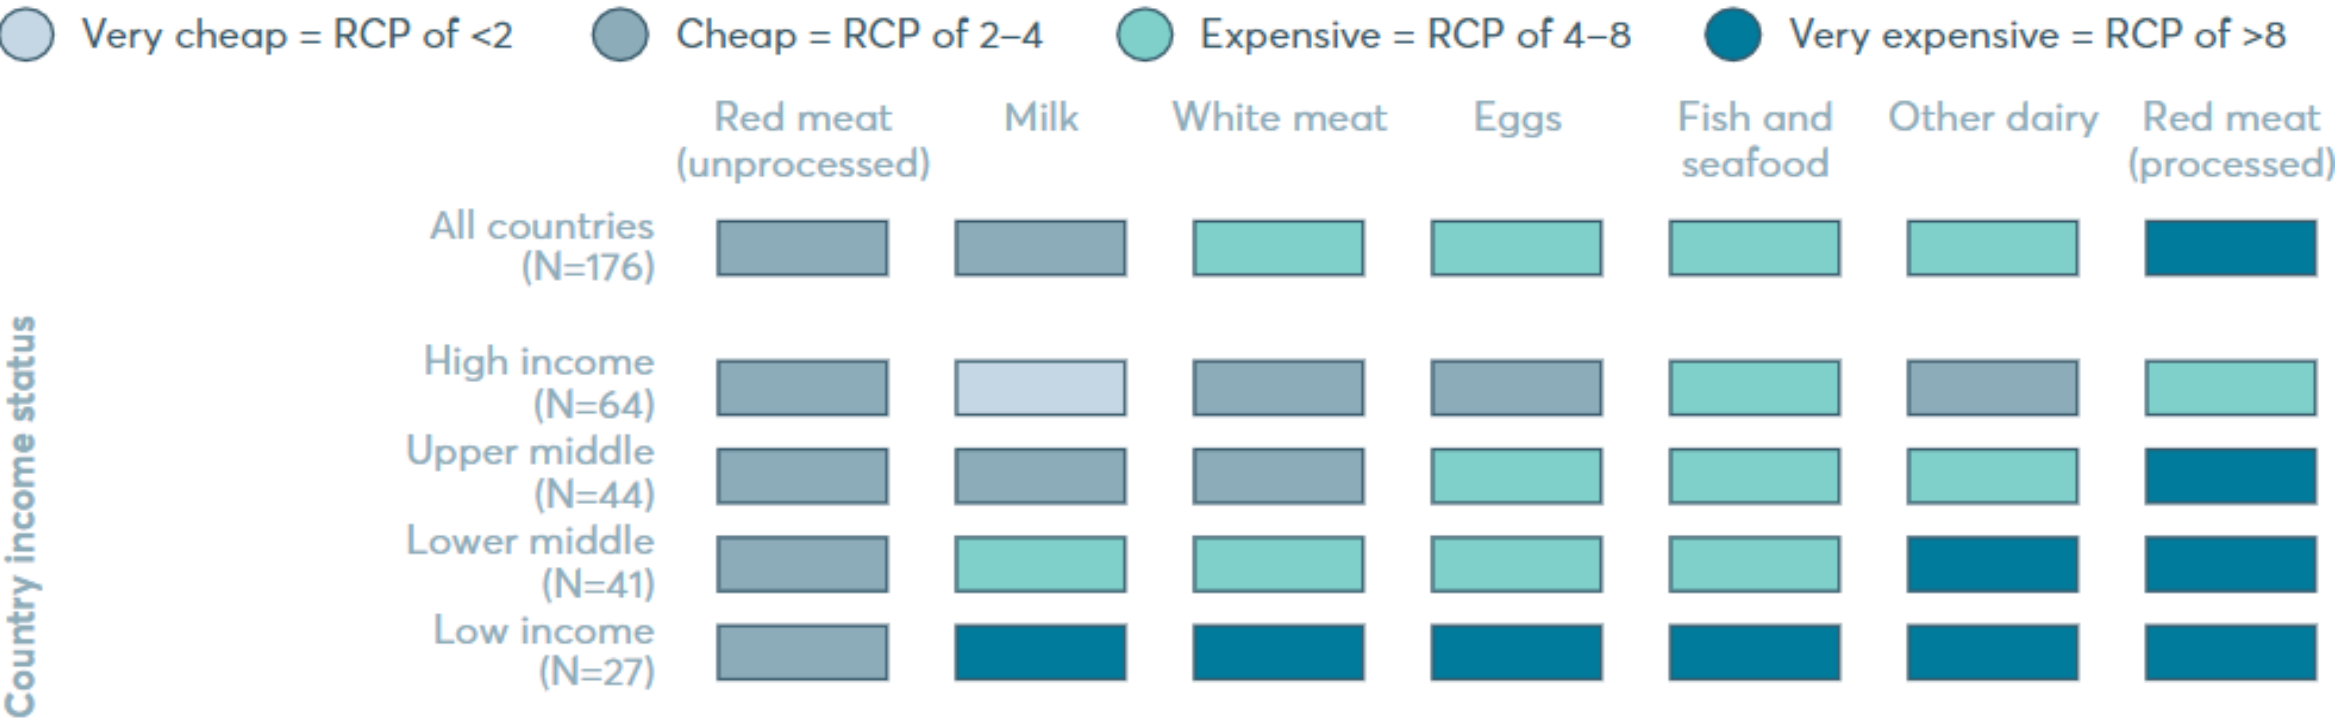 Very cheap = RCP of <2
Cheap = RCP of 2–4
Expensive = RCP of 4–8
Very expensive = RCP of >8
Red meat
(unprocessed)
Milk
White meat
Eggs
Fish and
seafood
Other dairy
Red meat
(processed)
All countries
(N=176)
Country income status
High income
(N=64)
Upper middle
(N=44)
Lower middle
(N=41)
Low income
(N=27)